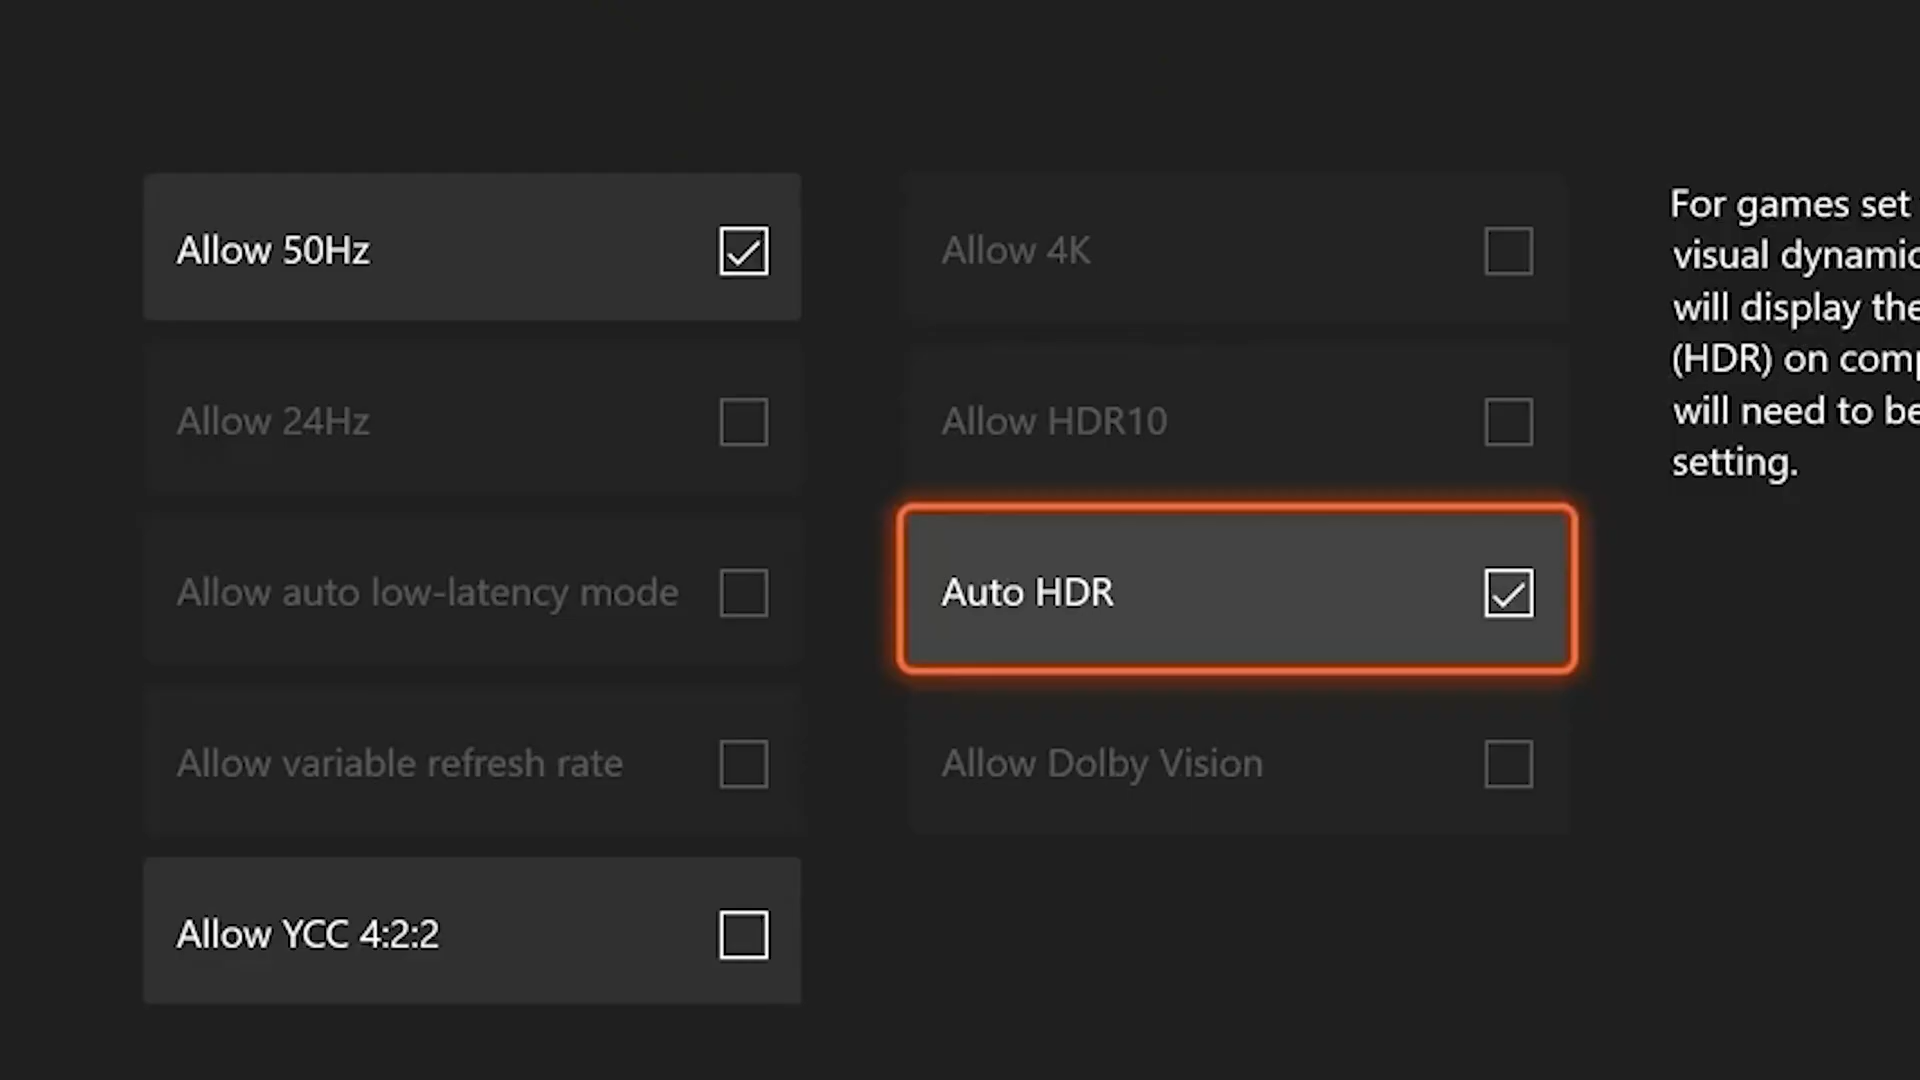 Allow 50Hz
Allow 24Hz
Allow auto low-latency mode
Allow variable refresh rate
Allow YCC 4:2:2
Allow 4K
Allow HDR10
Auto HDR
Allow Dolby Vision
For games set
visual dynamic
will display the
(HDR) on comp
will need to be
setting.